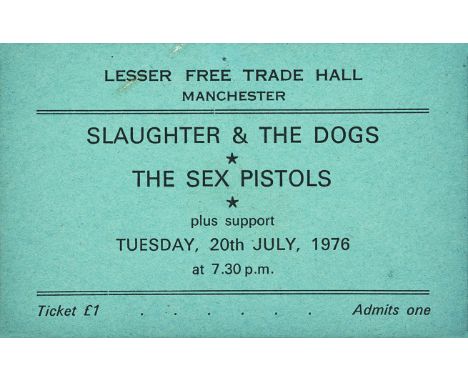 LESSER FREE TRADE HALL
MANCHESTER
SLAUGHTER & THE DOGS
★
THE SEX PISTOLS
★
plus support
TUESDAY, 20th JULY, 1976
at 7.30 p.m.
Ticket £1 . . . . . . Admits one